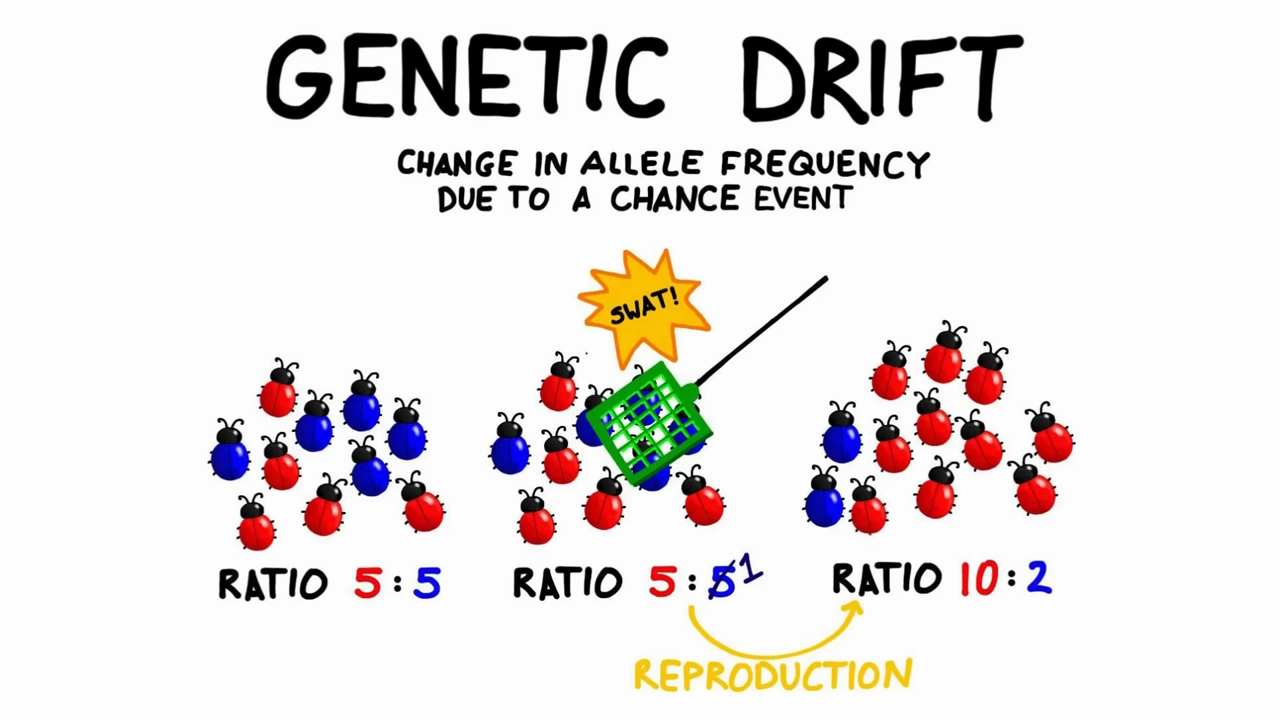 GENETIC DRIFT
CHANGE IN ALLELE FREQUENCY
DUE TO A CHANCE EVENT
SWAT!
RATIO 5:5
RATIO 5:5 1
RATIO 10:2
REPRODUCTION